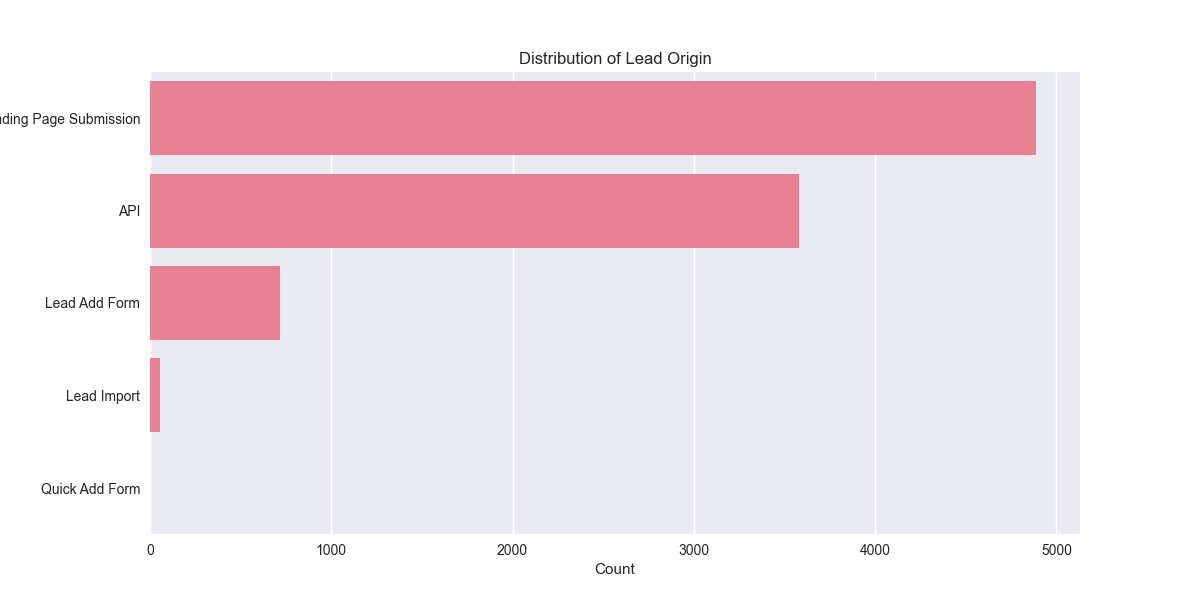 Distribution of Lead Origin
Page Submission
API
Lead Add Form
Lead Import
Quick Add Form
0 1000 2000 3000 4000 5000
Count